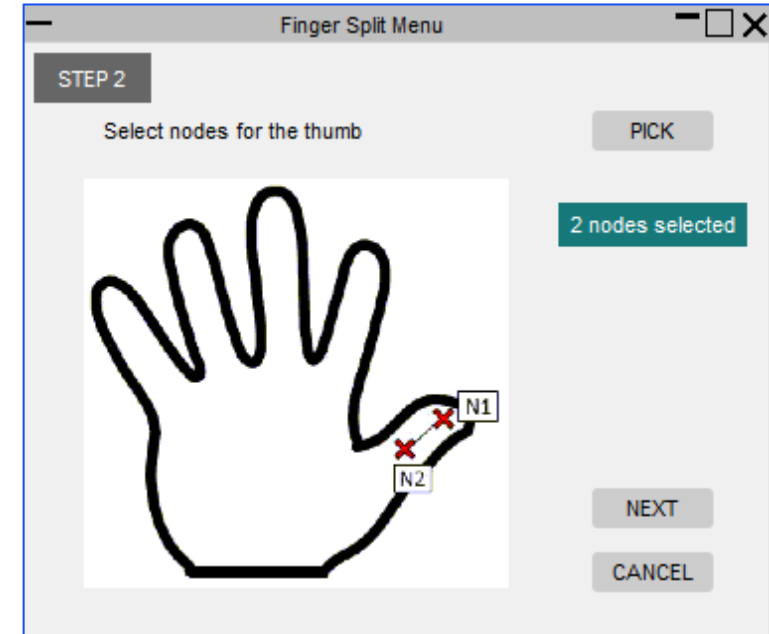 Finger Split Menu
STEP 2
Select nodes for the thumb
PICK
2 nodes selected
N1
N2
NEXT
CANCEL